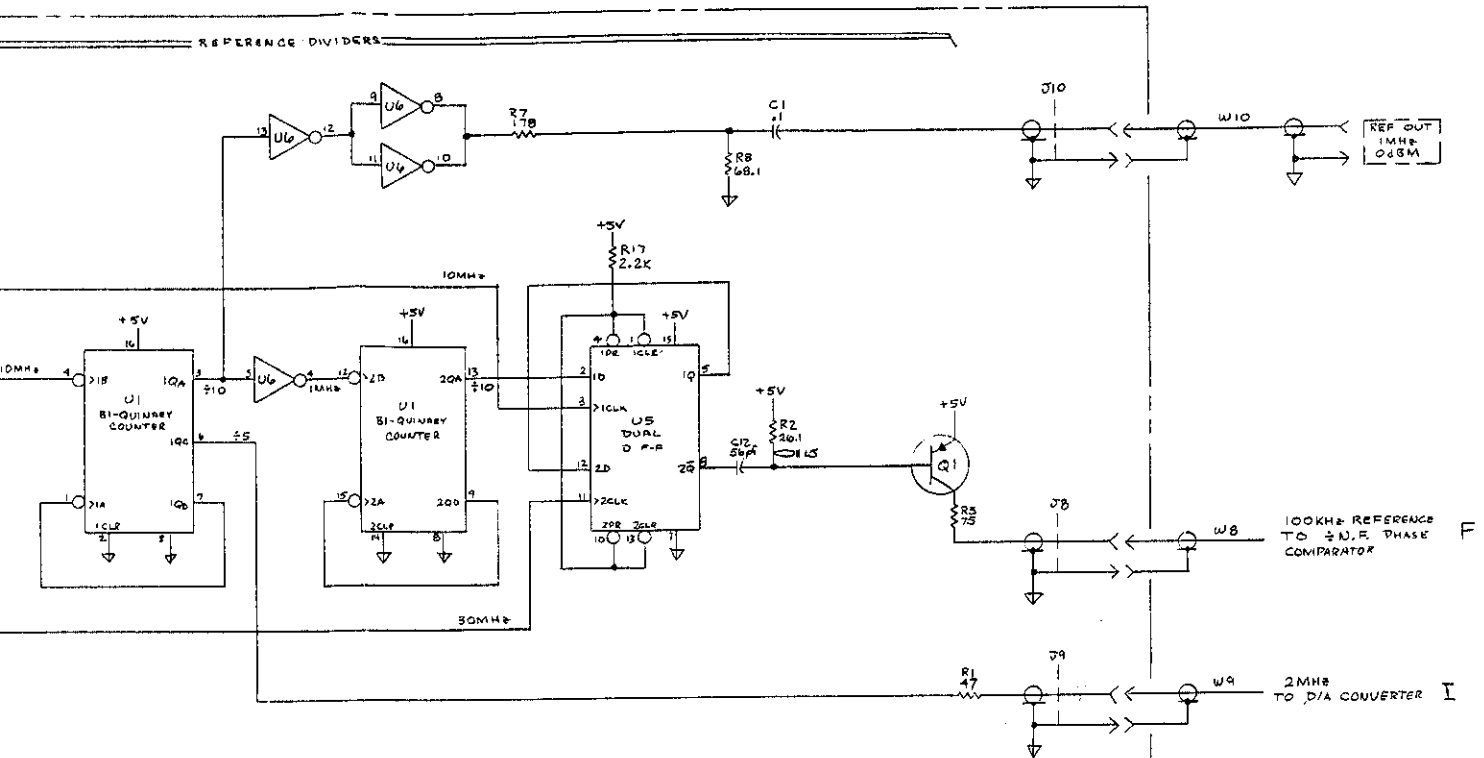 REFERENCE DIVIDERS
J10
C1
.1
9
U6
8
R7
178
13
U6
12
W10
REF OUT
1MHz
0dBM
11
U6
10
R8
68.1
+5V
R17
2.2K
10MHz
+5V
16
+5V
16
4
1PR
1
1CLR
+5V
15
10MHz
4
>1B
1QA
3
÷10
5
U6
4
1MHz
12
>2B
2QA
13
÷10
2
1D
1Q
5
U1
BI-QUINARY
COUNTER
U1
BI-QUINARY
COUNTER
3
>1CLK
U5
DUAL
D F-F
+5V
R2
26.1
L5
+5V
1QC
6
÷5
C12
56pf
Q1
12
2D
2Q
8
1
>1A
1QD
7
15
>2A
2QD
9
11
>2CLK
R3
75
J8
W8
100KHz REFERENCE
TO ÷N.F. PHASE
COMPARATOR
F
1CLR
2
8
2CLR
14
8
2PR
10
2CLR
13
7
30MHz
J9
R1
47
W9
2MHz
TO D/A CONVERTER
I